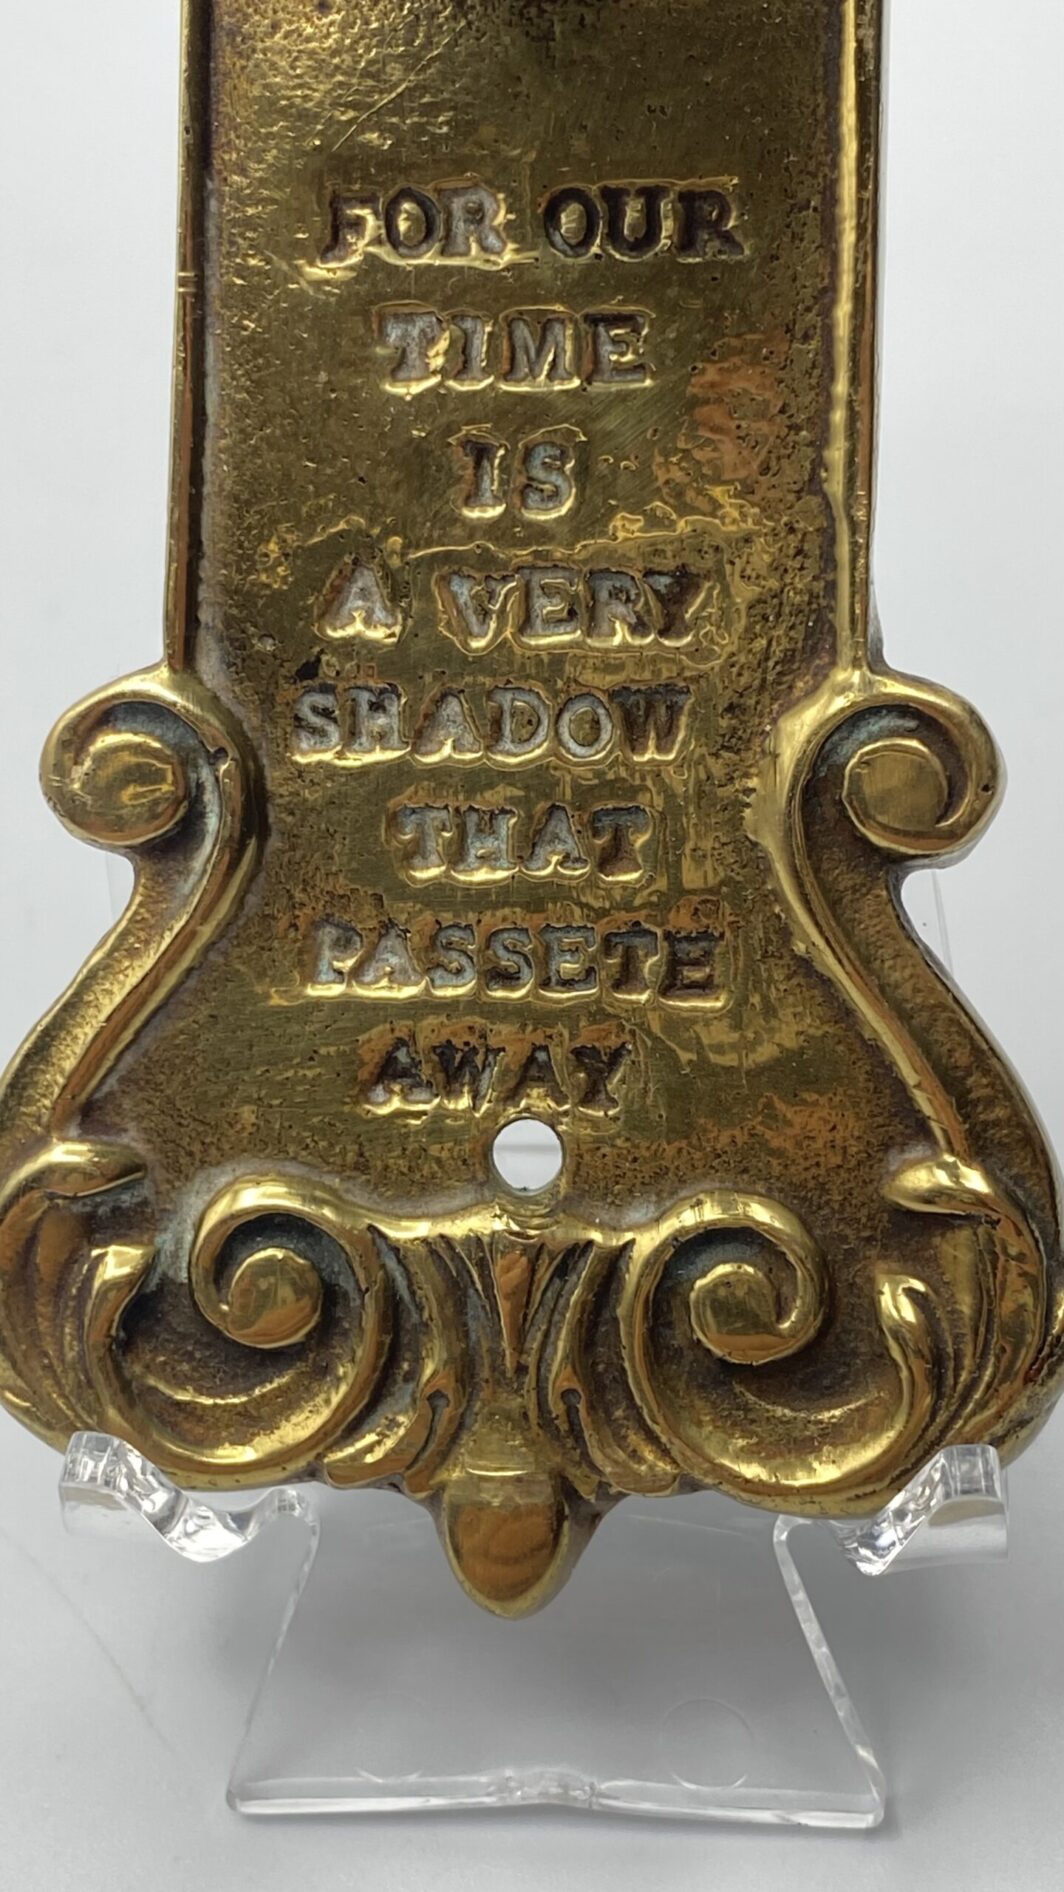 FOR OUR
TIME
IS
A VERY
SHADOW
THAT
PASSETE
AWAY